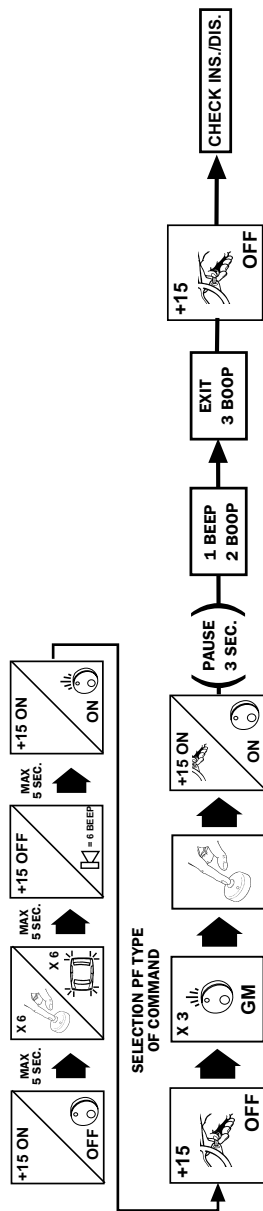 +15 ON
OFF
MAX
5 SEC.
X 6
X 6
MAX
5 SEC.
+15 OFF
= 6 BEEP
MAX
5 SEC.
+15 ON
ON
SELECTION PF TYPE
OF COMMAND
+15
OFF
X 3
GM
+15 ON
ON
PAUSE
3 SEC.
1 BEEP
2 BOOP
EXIT
3 BOOP
+15
OFF
CHECK INS./DIS.